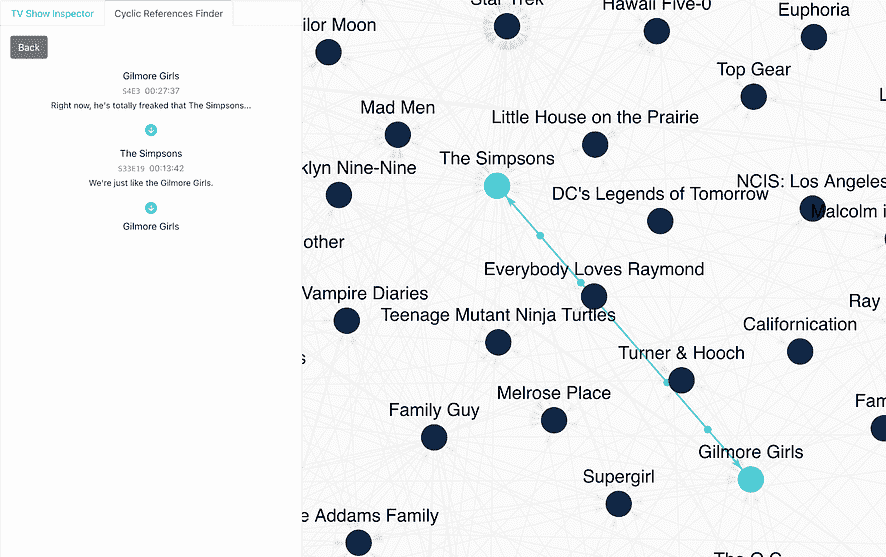 TV Show Inspector
Cyclic References Finder
Back
Gilmore Girls
S4E3 00:27:37
Right now, he's totally freaked that The Simpsons...
The Simpsons
S33E19 00:13:42
We're just like the Gilmore Girls.
Gilmore Girls
Star Trek
Hawaii Five-0
Euphoria
ilor Moon
Top Gear
L
Mad Men
Little House on the Prairie
The Simpsons
klyn Nine-Nine
DC's Legends of Tomorrow
NCIS: Los Angeles
Malcolm i
other
Everybody Loves Raymond
Vampire Diaries
Teenage Mutant Ninja Turtles
Ray
Californication
s
Turner & Hooch
Melrose Place
Fam
Family Guy
Gilmore Girls
Supergirl
e Addams Family
The O.C.